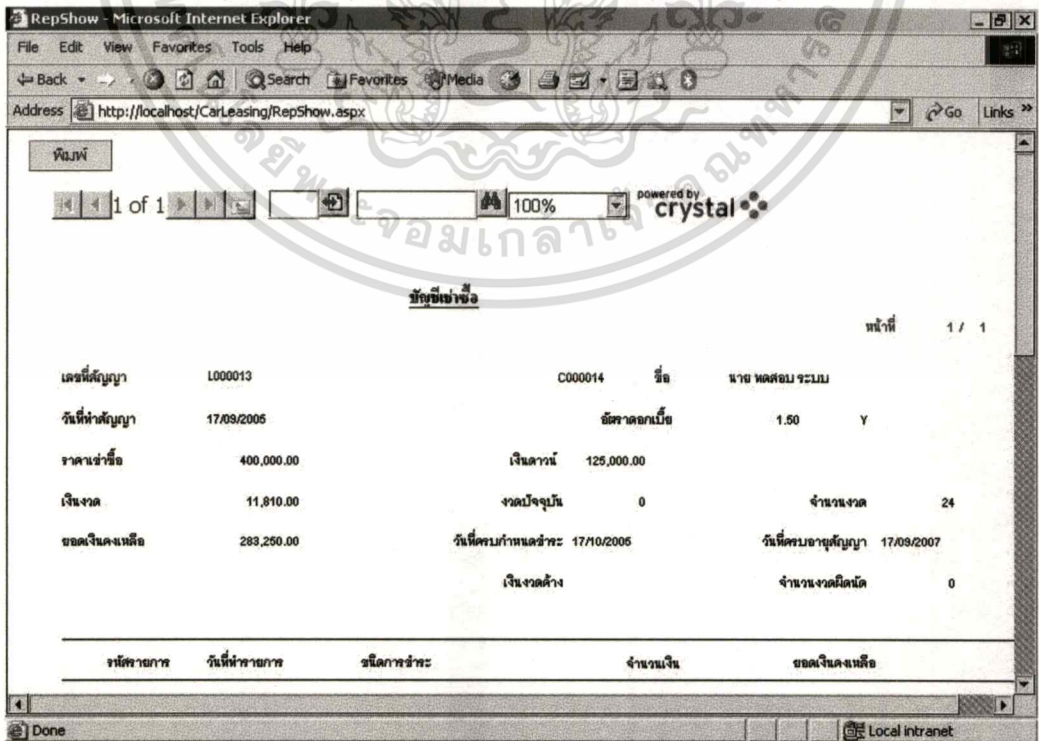 RepShow - Microsoft Internet Explorer
File Edit View Favorites Tools Help
Back Search Favorites Media
Address http://localhost/CarLeasing/RepShow.aspx Go Links »
พิมพ์
1 of 1 100% powered by crystal
บัญชีเช่าซื้อ
หน้าที่ 1 / 1
เลขที่สัญญา L000013 C000014 ชื่อ นาย ทดสอบ ระบบ
วันที่ทำสัญญา 17/09/2005 อัตราดอกเบี้ย 1.50 Y
ราคาเช่าซื้อ 400,000.00 เงินดาวน์ 125,000.00
เงินงวด 11,810.00 งวดปัจจุบัน 0 จำนวนงวด 24
ยอดเงินคงเหลือ 283,250.00 วันที่ครบกำหนดชำระ 17/10/2005 วันที่ครบอายุสัญญา 17/09/2007
เงินงวดค้าง จำนวนงวดผิดนัด 0
รหัสรายการ วันที่ทำรายการ ชนิดการชำระ จำนวนเงิน ยอดเงินคงเหลือ
Done Local intranet